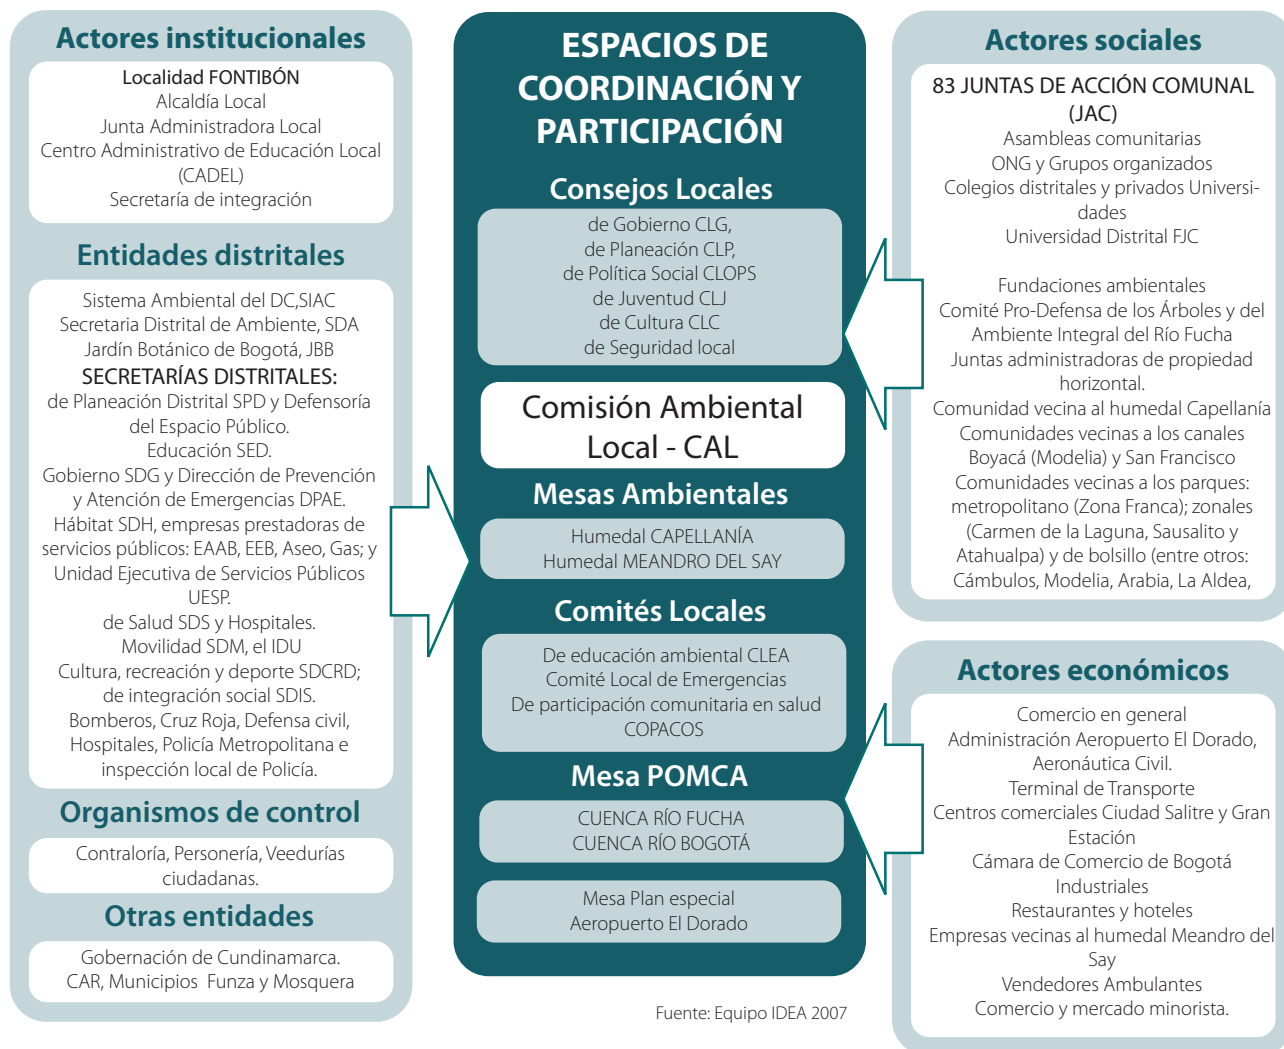 Actores institucionales
Localidad FONTIBÓN
Alcaldía Local
Junta Administradora Local
Centro Administrativo de Educación Local
(CADEL)
Secretaría de integración
Entidades distritales
Sistema Ambiental del DC,SIAC
Secretaria Distrital de Ambiente, SDA
Jardín Botánico de Bogotá, JBB
SECRETARÍAS DISTRITALES:
de Planeación Distrital SPD y Defensoría
del Espacio Público.
Educación SED.
Gobierno SDG y Dirección de Prevención
y Atención de Emergencias DPAE.
Hábitat SDH, empresas prestadoras de
servicios públicos: EAAB, EEB, Aseo, Gas; y
Unidad Ejecutiva de Servicios Públicos
UESP.
de Salud SDS y Hospitales.
Movilidad SDM, el IDU
Cultura, recreación y deporte SDCRD;
de integración social SDIS.
Bomberos, Cruz Roja, Defensa civil,
Hospitales, Policía Metropolitana e
inspección local de Policía.
Organismos de control
Contraloría, Personería, Veedurías
ciudadanas.
Otras entidades
Gobernación de Cundinamarca.
CAR, Municipios Funza y Mosquera
ESPACIOS DE
COORDINACIÓN Y
PARTICIPACIÓN
Consejos Locales
de Gobierno CLG,
de Planeación CLP,
de Política Social CLOPS
de Juventud CLJ
de Cultura CLC
de Seguridad local
Comisión Ambiental
Local - CAL
Mesas Ambientales
Humedal CAPELLANÍA
Humedal MEANDRO DEL SAY
Comités Locales
De educación ambiental CLEA
Comité Local de Emergencias
De participación comunitaria en salud
COPACOS
Mesa POMCA
CUENCA RÍO FUCHA
CUENCA RÍO BOGOTÁ
Mesa Plan especial
Aeropuerto El Dorado
Fuente: Equipo IDEA 2007
Actores sociales
83 JUNTAS DE ACCIÓN COMUNAL
(JAC)
Asambleas comunitarias
ONG y Grupos organizados
Colegios distritales y privados Universi-
dades
Universidad Distrital FJC
Fundaciones ambientales
Comité Pro-Defensa de los Árboles y del
Ambiente Integral del Río Fucha
Juntas administradoras de propiedad
horizontal.
Comunidad vecina al humedal Capellanía
Comunidades vecinas a los canales
Boyacá (Modelia) y San Francisco
Comunidades vecinas a los parques:
metropolitano (Zona Franca); zonales
(Carmen de la Laguna, Sausalito y
Atahualpa) y de bolsillo (entre otros:
Cámbulos, Modelia, Arabia, La Aldea,
Actores económicos
Comercio en general
Administración Aeropuerto El Dorado,
Aeronáutica Civil.
Terminal de Transporte
Centros comerciales Ciudad Salitre y Gran
Estación
Cámara de Comercio de Bogotá
Industriales
Restaurantes y hoteles
Empresas vecinas al humedal Meandro del
Say
Vendedores Ambulantes
Comercio y mercado minorista.